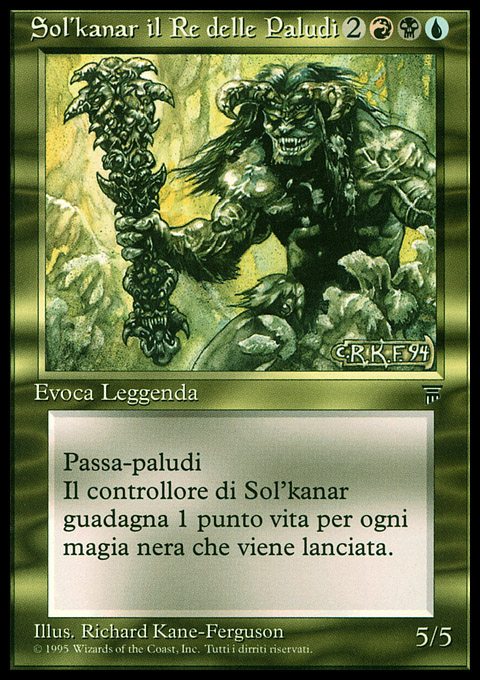 Sol'kanar il Re delle Paludi 2
C.R.K.F. 94
Evoca Leggenda
Passa-paludi
Il controllore di Sol'kanar
guadagna 1 punto vita per ogni
magia nera che viene lanciata.
Illus. Richard Kane-Ferguson
5/5
© 1995 Wizards of the Coast, Inc. Tutti i dirriti riservati.